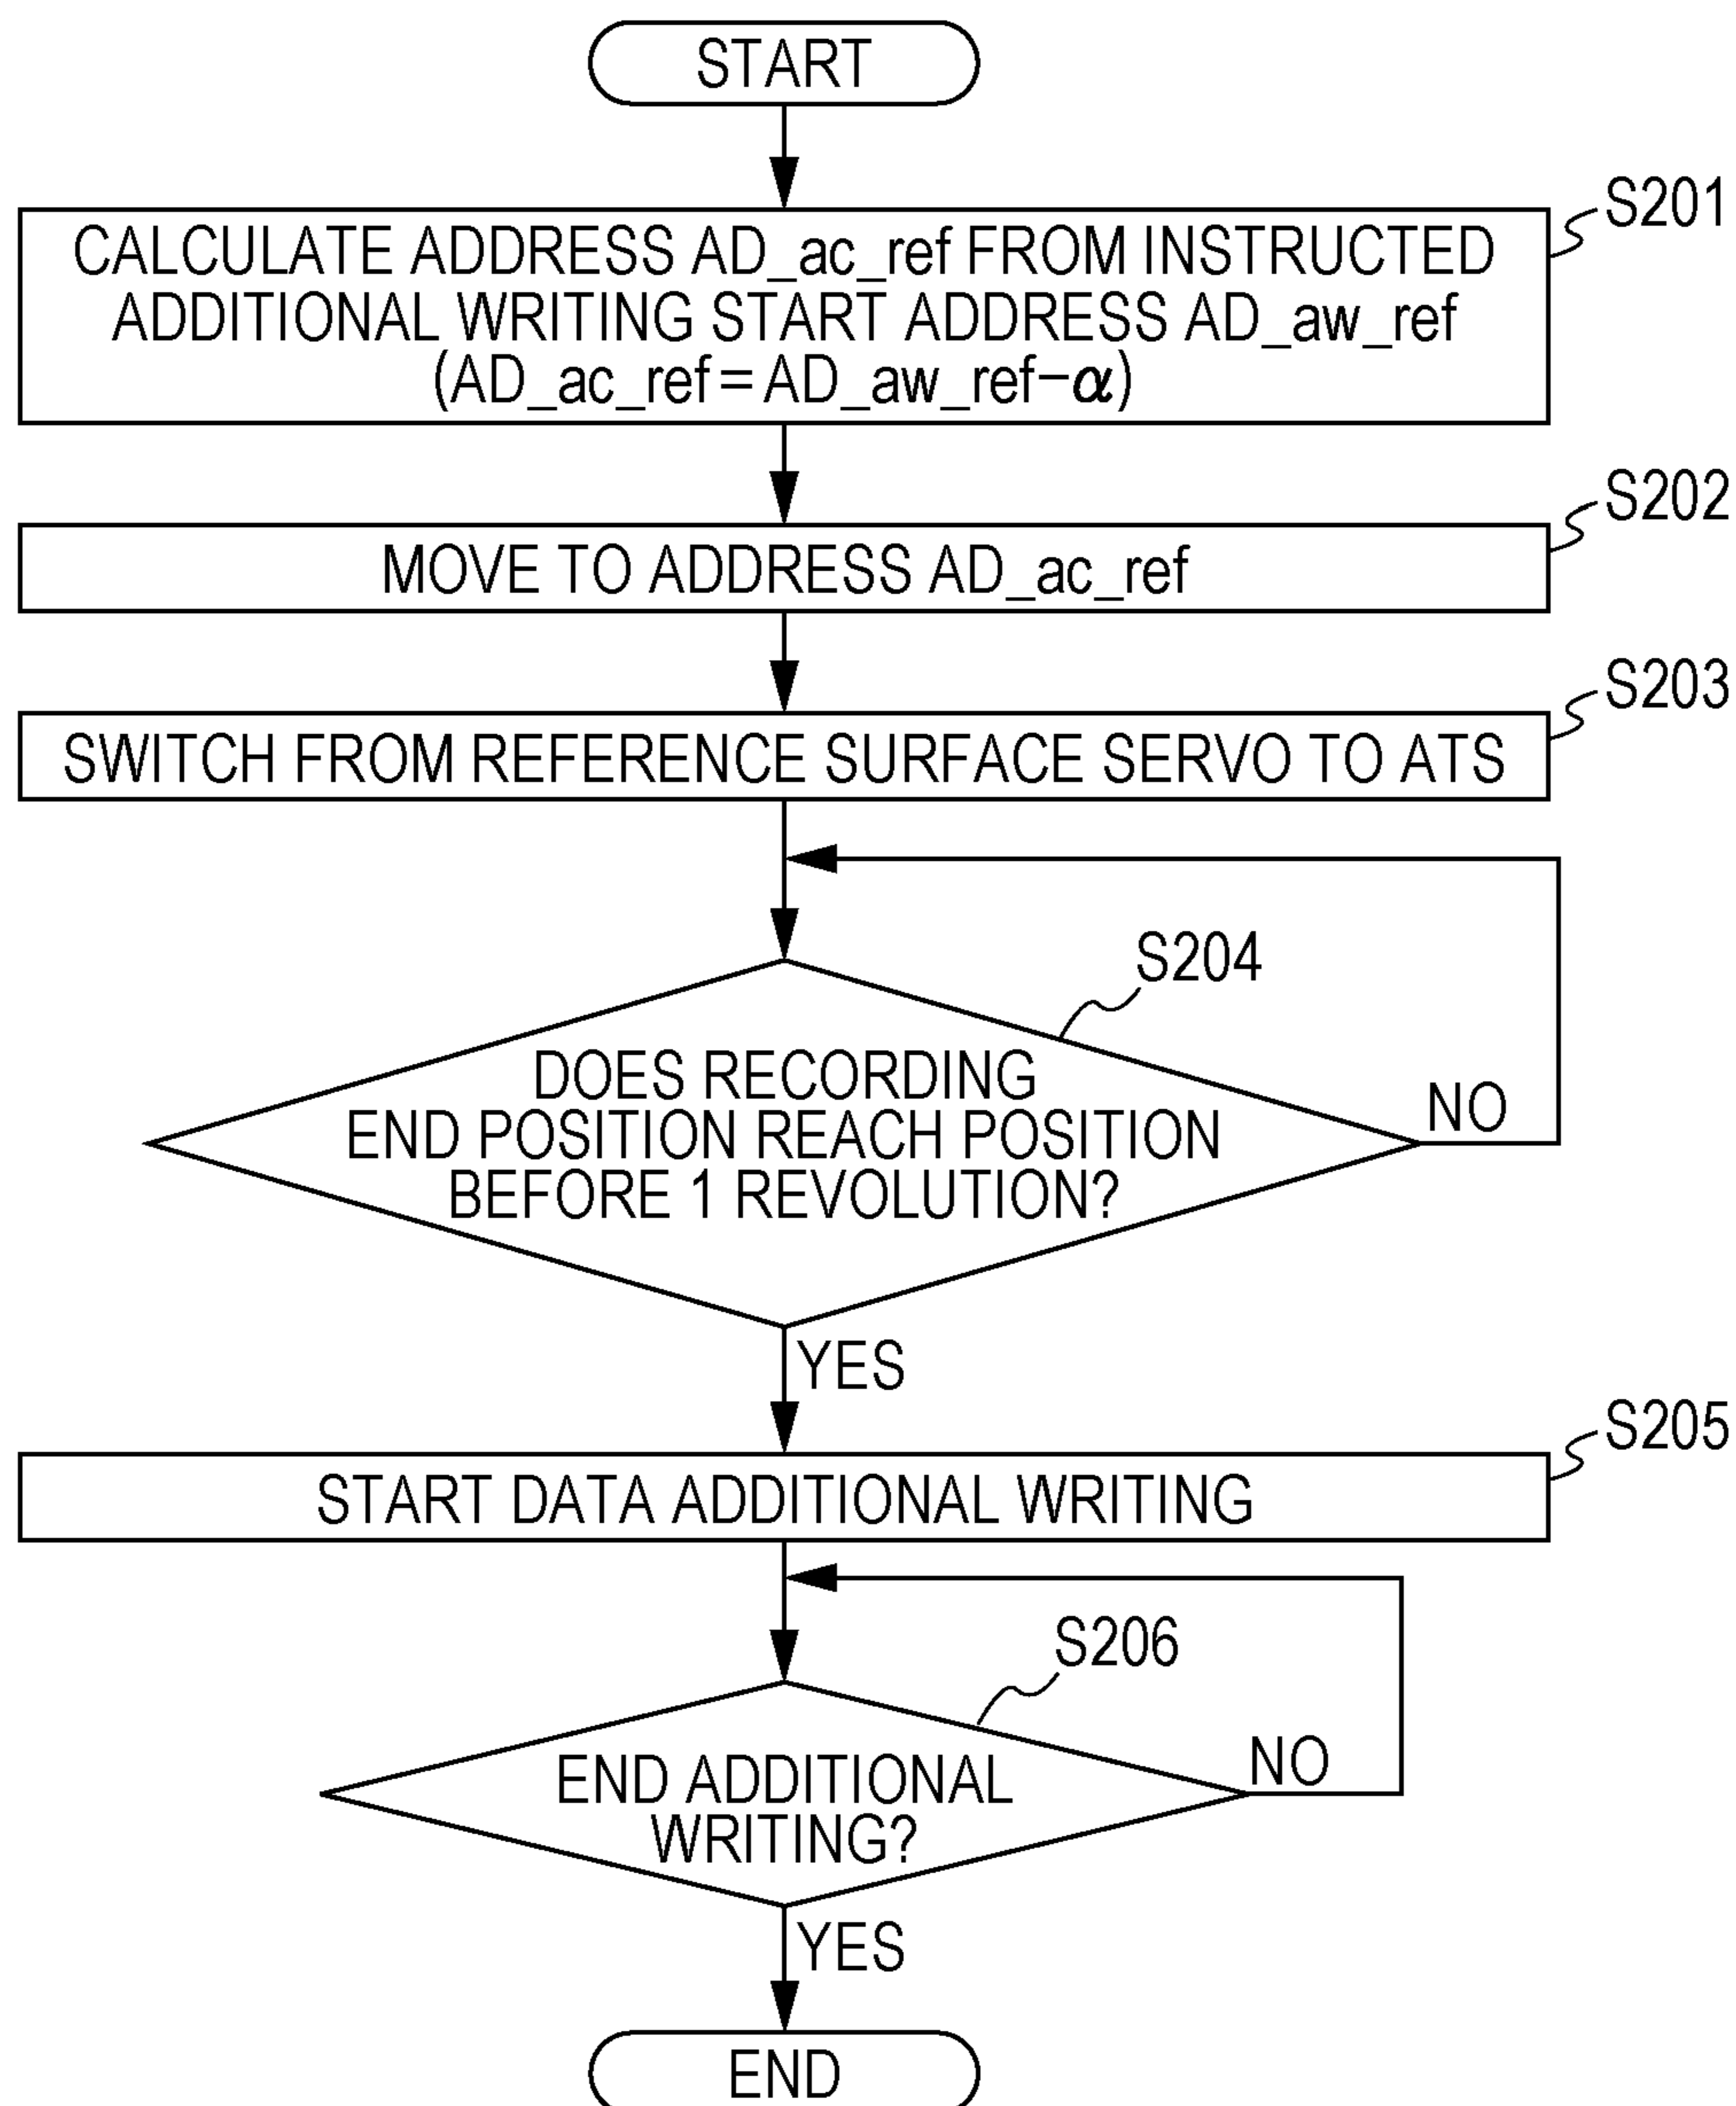 START
S201
CALCULATE ADDRESS AD_ac_ref FROM INSTRUCTED
ADDITIONAL WRITING START ADDRESS AD_aw_ref
(AD_ac_ref=AD_aw_ref-α)
S202
MOVE TO ADDRESS AD_ac_ref
S203
SWITCH FROM REFERENCE SURFACE SERVO TO ATS
S204
DOES RECORDING
END POSITION REACH POSITION
BEFORE 1 REVOLUTION?
NO
YES
S205
START DATA ADDITIONAL WRITING
S206
END ADDITIONAL
WRITING?
NO
YES
END